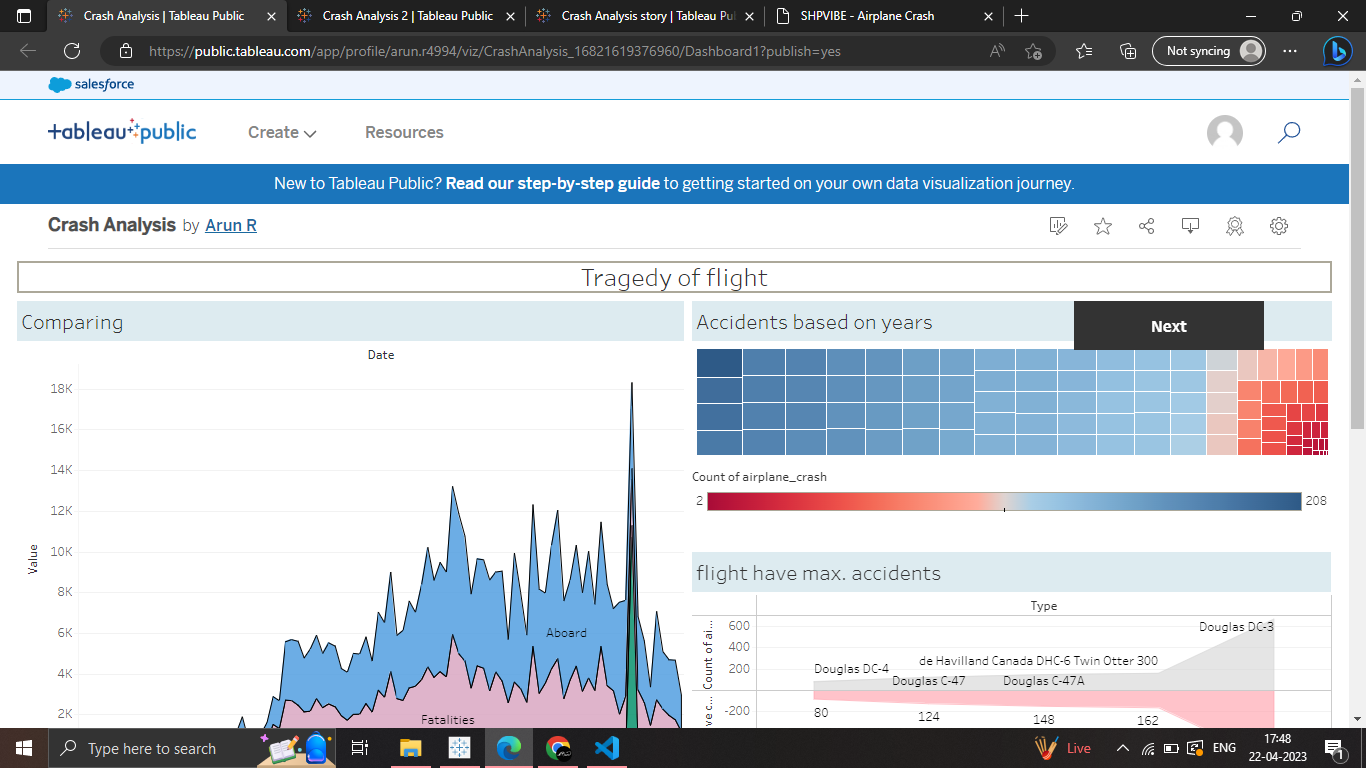 Crash Analysis | Tableau Public
Crash Analysis 2 | Tableau Public
Crash Analysis story | Tableau Pu
SHPVIBE - Airplane Crash
https://public.tableau.com/app/profile/arun.r4994/viz/CrashAnalysis_16821619376960/Dashboard1?publish=yes
Not syncing
salesforce
tableau public
Create
Resources
New to Tableau Public? Read our step-by-step guide to getting started on your own data visualization journey.
Crash Analysis by Arun R
Tragedy of flight
Comparing
Date
18K
16K
14K
12K
10K
8K
6K
4K
2K
Value
Aboard
Fatalities
Accidents based on years
Next
Count of airplane_crash
2
208
flight have max. accidents
Type
600
400
200
-200
Count of ai...
ve c...
Douglas DC-3
de Havilland Canada DHC-6 Twin Otter 300
Douglas DC-4
Douglas C-47
Douglas C-47A
80
124
148
162
Type here to search
Live
ENG
17:48
22-04-2023
1